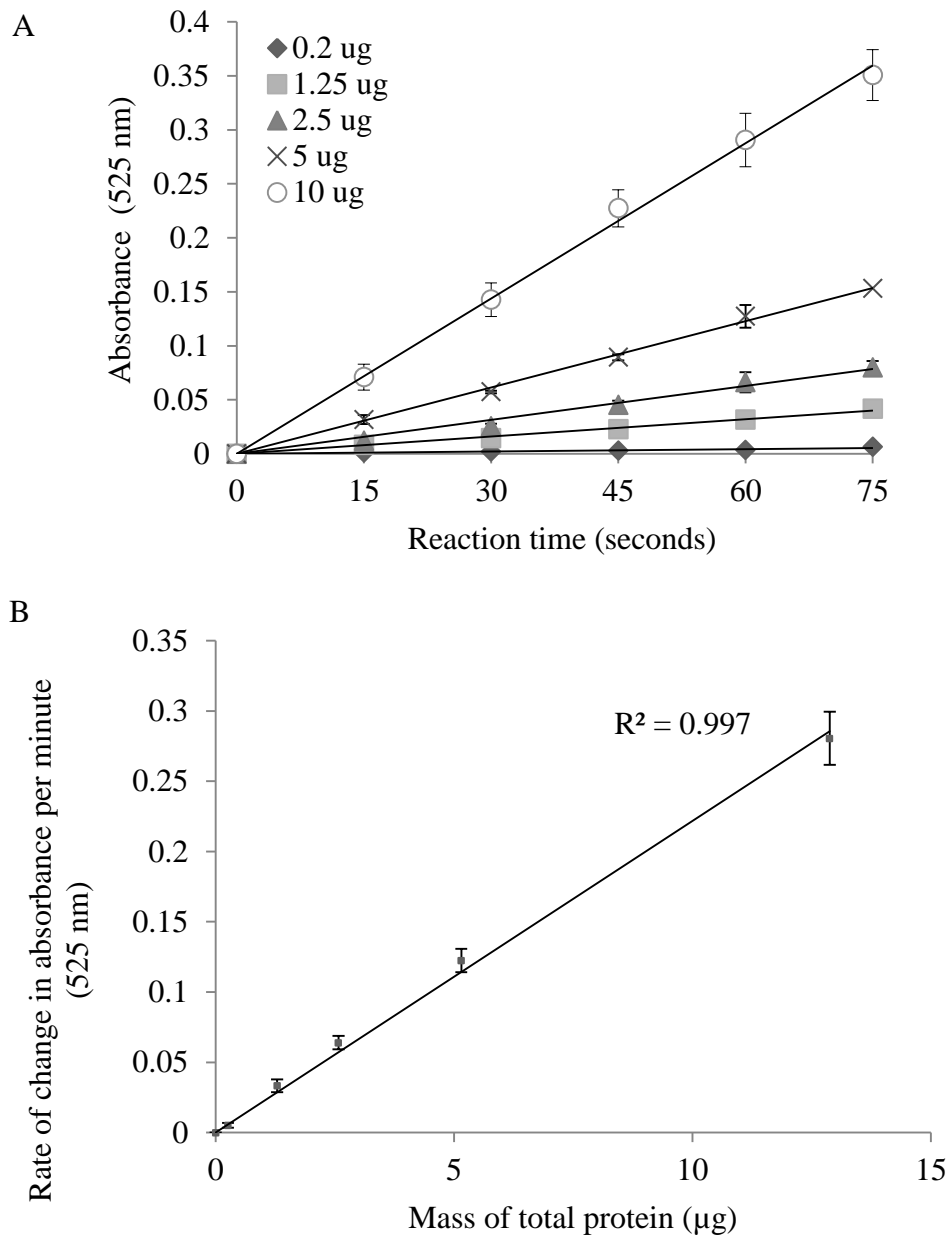 A
0.4
0.35
0.3
0.25
0.2
0.15
0.1
0.05
0
Absorbance (525 nm)
0.2 ug
1.25 ug
2.5 ug
5 ug
10 ug
0 15 30 45 60 75
Reaction time (seconds)
B
0.35
0.3
0.25
0.2
0.15
0.1
0.05
0
Rate of change in absorbance per minute
(525 nm)
R² = 0.997
0 5 10 15
Mass of total protein (µg)